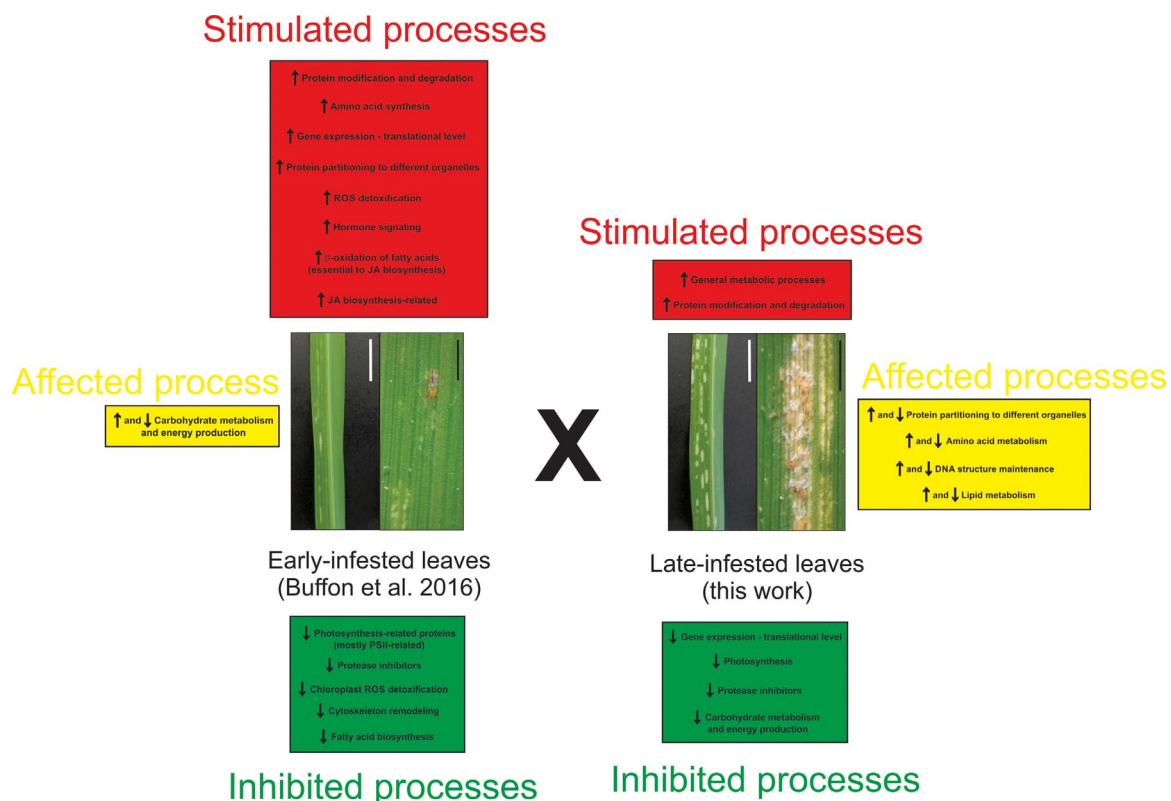 Stimulated processes
↑ Protein modification and degradation
↑ Amino acid synthesis
↑ Gene expression - translational level
↑ Protein partitioning to different organelles
↑ ROS detoxification
↑ Hormone signaling
↑ β-oxidation of fatty acids
(essential to JA biosynthesis)
↑ JA biosynthesis-related
Affected process
↑ and ↓ Carbohydrate metabolism
and energy production
Early-infested leaves
(Buffon et al. 2016)
↓ Photosynthesis-related proteins
(mostly PSII-related)
↓ Protease inhibitors
↓ Chloroplast ROS detoxification
↓ Cytoskeleton remodeling
↓ Fatty acid biosynthesis
Inhibited processes
X
Stimulated processes
↑ General metabolic processes
↑ Protein modification and degradation
Affected processes
↑ and ↓ Protein partitioning to different organelles
↑ and ↓ Amino acid metabolism
↑ and ↓ DNA structure maintenance
↑ and ↓ Lipid metabolism
Late-infested leaves
(this work)
↓ Gene expression - translational level
↓ Photosynthesis
↓ Protease inhibitors
↓ Carbohydrate metabolism
and energy production
Inhibited processes